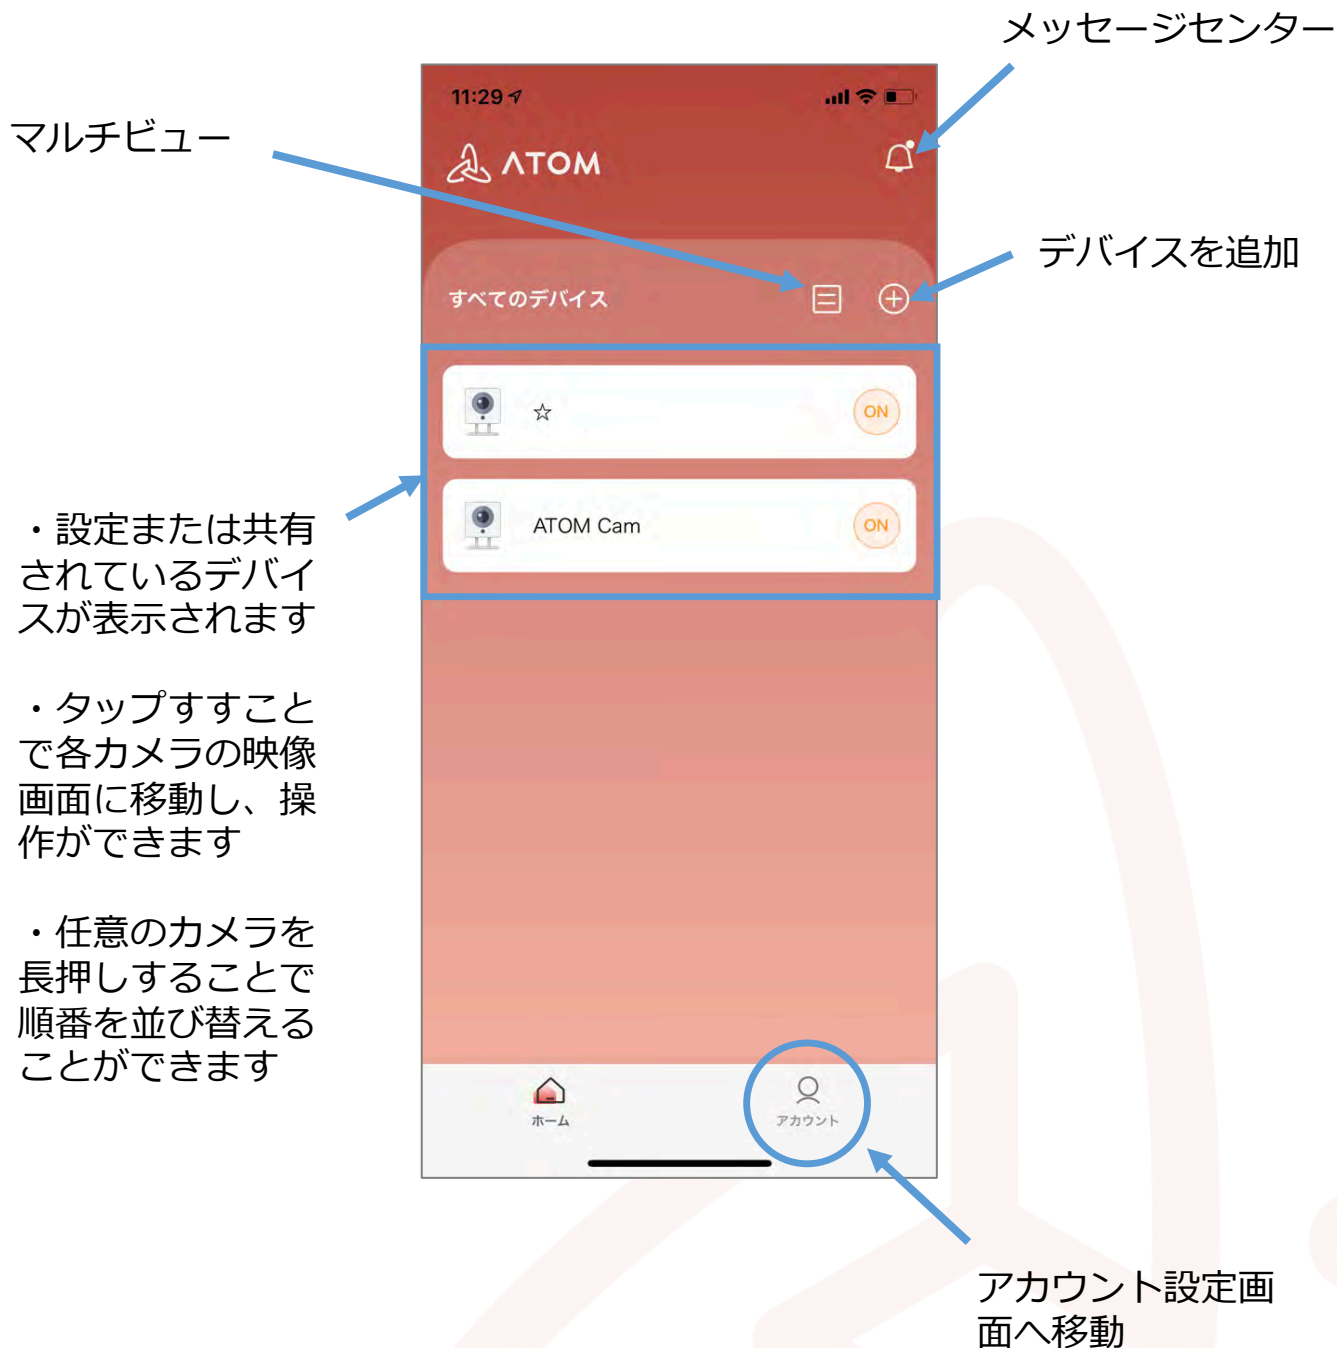 メッセージセンター
11:29
マルチビュー
ATOM
デバイスを追加
すべてのデバイス
☆
ON
ATOM Cam
ON
・設定または共有
されているデバイ
スが表示されます
・タップすすこと
で各カメラの映像
画面に移動し、操
作ができます
・任意のカメラを
長押しすることで
順番を並び替える
ことができます
ホーム
アカウント
アカウント設定画
面へ移動